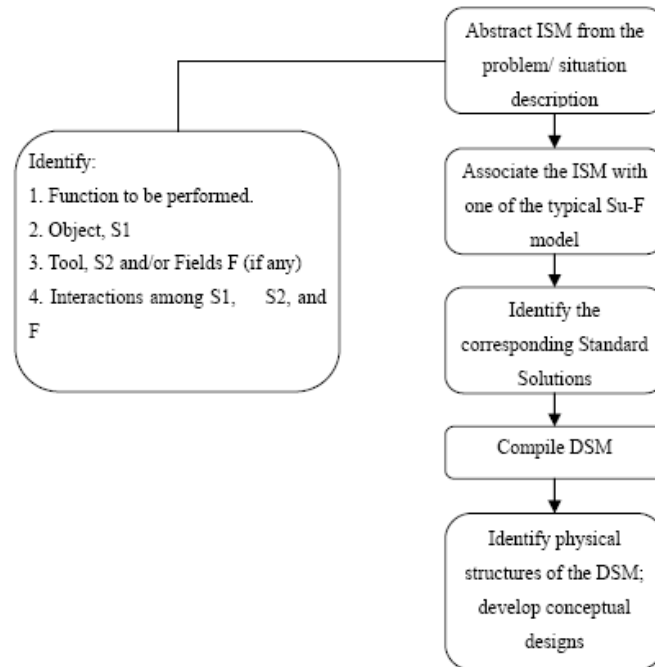 Abstract ISM from the
problem/ situation
description
Identify:
1. Function to be performed.
2. Object, S1
3. Tool, S2 and/or Fields F (if any)
4. Interactions among S1, S2, and
F
Associate the ISM with
one of the typical Su-F
model
Identify the
corresponding Standard
Solutions
Compile DSM
Identify physical
structures of the DSM;
develop conceptual
designs